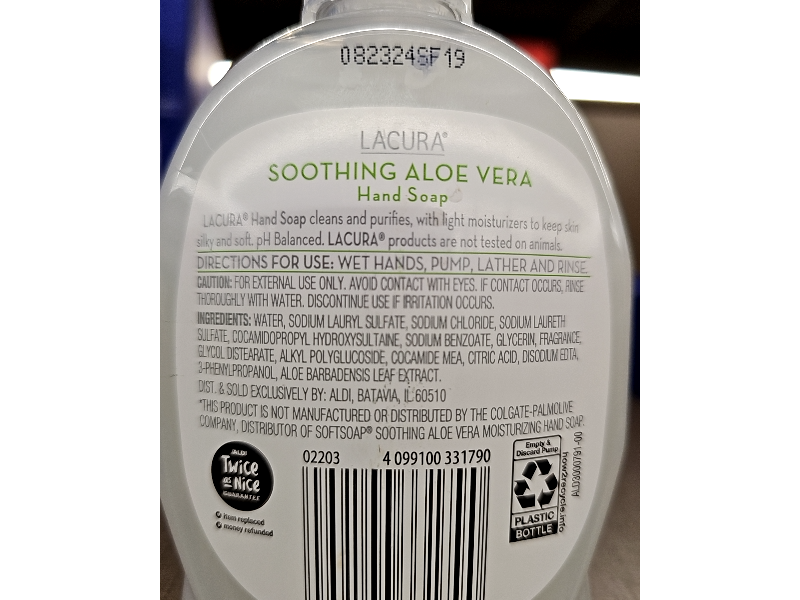 082324SF19
LACURA®
SOOTHING ALOE VERA
Hand Soap
LACURA® Hand Soap cleans and purifies, with light moisturizers to keep skin
silky and soft. pH Balanced. LACURA® products are not tested on animals.
DIRECTIONS FOR USE: WET HANDS, PUMP, LATHER AND RINSE.
CAUTION: FOR EXTERNAL USE ONLY. AVOID CONTACT WITH EYES. IF CONTACT OCCURS, RINSE
THOROUGHLY WITH WATER. DISCONTINUE USE IF IRRITATION OCCURS.
INGREDIENTS: WATER, SODIUM LAURYL SULFATE, SODIUM CHLORIDE, SODIUM LAURETH
SULFATE, COCAMIDOPROPYL HYDROXYSULTAINE, SODIUM BENZOATE, GLYCERIN, FRAGRANCE,
GLYCOL DISTEARATE, ALKYL POLYGLUCOSIDE, COCAMIDE MEA, CITRIC ACID, DISODIUM EDTA,
3-PHENYLPROPANOL, ALOE BARBADENSIS LEAF EXTRACT.
DIST. & SOLD EXCLUSIVELY BY: ALDI, BATAVIA, IL 60510
*THIS PRODUCT IS NOT MANUFACTURED OR DISTRIBUTED BY THE COLGATE-PALMOLIVE
COMPANY, DISTRIBUTOR OF SOFTSOAP® SOOTHING ALOE VERA MOISTURIZING HAND SOAP.
ALDI
Twice
as
Nice
GUARANTEE
item replaced
money refunded
02203 4 099100 331790
Empty &
Discard Pump
PLASTIC
BOTTLE
how2recycle.info
ALD3000791-00